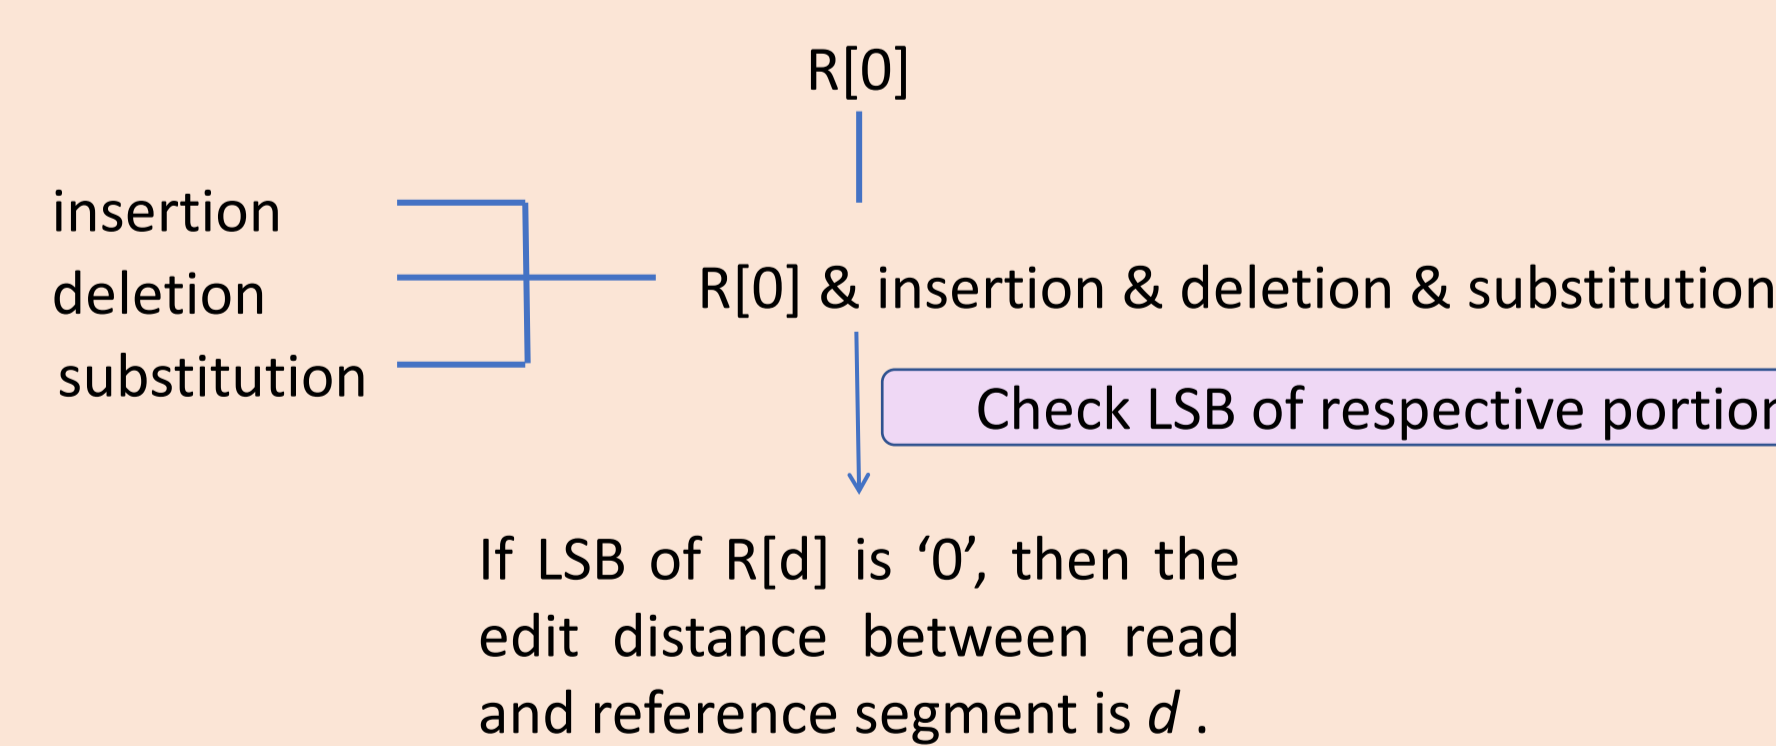 R[0]
insertion
deletion
substitution
R[0] & insertion & deletion & substitution
Check LSB of respective portion
If LSB of R[d] is ‘0’, then the
edit distance between read
and reference segment is d .